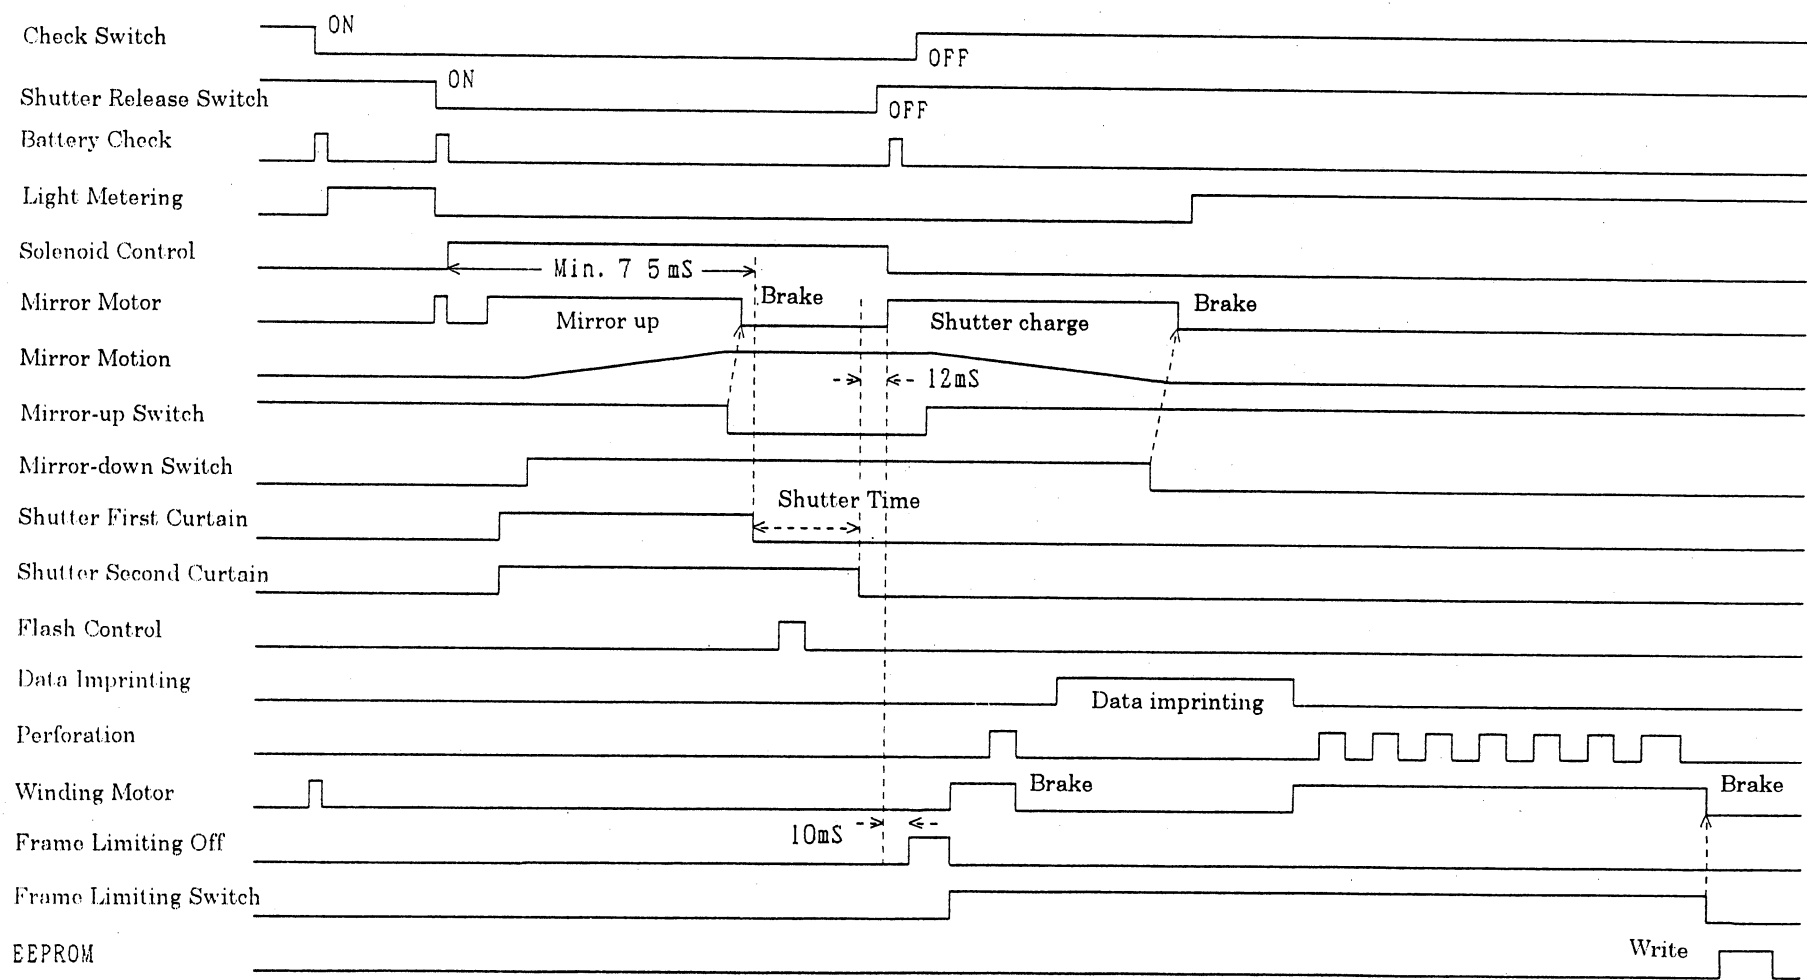 Check Switch
ON
OFF
Shutter Release Switch
ON
OFF
Battery Check
Light Metering
Solenoid Control
Min. 7 5mS
Mirror Motor
Mirror up
Brake
Shutter charge
Brake
Mirror Motion
12mS
Mirror-up Switch
Mirror-down Switch
Shutter Time
Shutter First Curtain
Shutter Second Curtain
Flash Control
Data Imprinting
Data imprinting
Perforation
Winding Motor
Brake
Brake
10mS
Frame Limiting Off
Frame Limiting Switch
EEPROM
Write